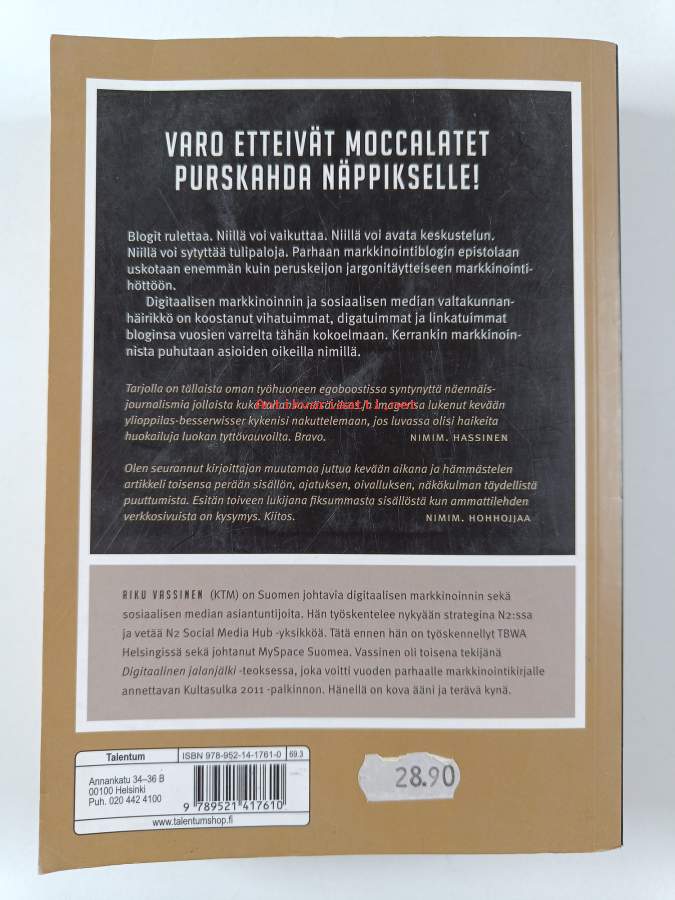 VARO ETTEIVÄT MOCCALATET
PURSKAHDA NÄPPIKSELLE!
Blogit rulettaa. Niillä voi vaikuttaa. Niillä voi avata keskustelun.
Niillä voi sytyttää tulipaloja. Parhaan markkinointiblogin epistolaan
uskotaan enemmän kuin peruskeijon jargonitäytteiseen markkinointi-
höttöön.
Digitaalisen markkinoinnin ja sosiaalisen median valtakunnan-
häirikkö on koostanut vihatuimmat, digatuimmat ja linkatuimmat
bloginsa vuosien varrelta tähän kokoelmaan. Kerrankin markkinoin-
nista puhutaan asioiden oikeilla nimillä.
Tarjolla on tällaista oman työhuoneen egoboostissa syntynyttä näennäis-
journalismia jollaista kuka tahansa Imagensa lukenut kevään
ylioppilas-besserwisser kykenisi nakuttelemaan, jos luvassa olisi haikeita
huokailuja luokan tyttövauvoilta. Bravo. NIMIM. HASSINEN
Olen seurannut kirjoittajan muutamaa juttua kevään aikana ja hämmästelen
artikkeli toisensa perään sisällön, ajatuksen, oivalluksen, näkökulman täydellistä
puuttumista. Esitän toiveen lukijana fiksummasta sisällöstä kun ammattilehden
verkkosivuista on kysymys. Kiitos. NIMIM. HOHHOIJAA
RIKU VASSINEN (KTM) on Suomen johtavia digitaalisen markkinoinnin sekä
sosiaalisen median asiantuntijoita. Hän työskentelee nykyään strategina N2:ssa
ja vetää N2 Social Media Hub -yksikköä. Tätä ennen hän on työskennellyt TBWA
Helsingissä sekä johtanut MySpace Suomea. Vassinen oli toisena tekijänä
Digitaalinen jalanjälki -teoksessa, joka voitti vuoden parhaalle markkinointikirjalle
annettavan Kultasulka 2011 -palkinnon. Hänellä on kova ääni ja terävä kynä.
Talentum
ISBN 978-952-14-1761-0
69.3
Annankatu 34–36 B
00100 Helsinki
Puh. 020 442 4100
9 789521 417610
www.talentumshop.fi
28.90